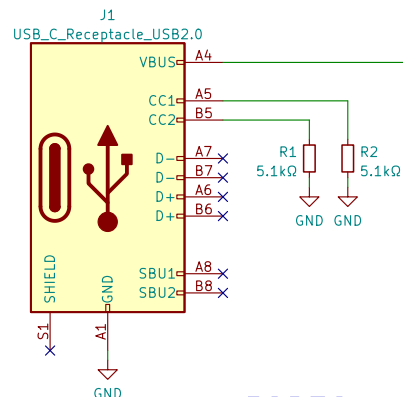 J1
USB_C_Receptacle_USB2.0
VBUS A4
CC1 A5
CC2 B5
D- A7
D- B7
D+ A6
D+ B6
R1
5.1kΩ
R2
5.1kΩ
GND
GND
SBU1 A8
SBU2 B8
SHIELD
GND
S1
A1
GND